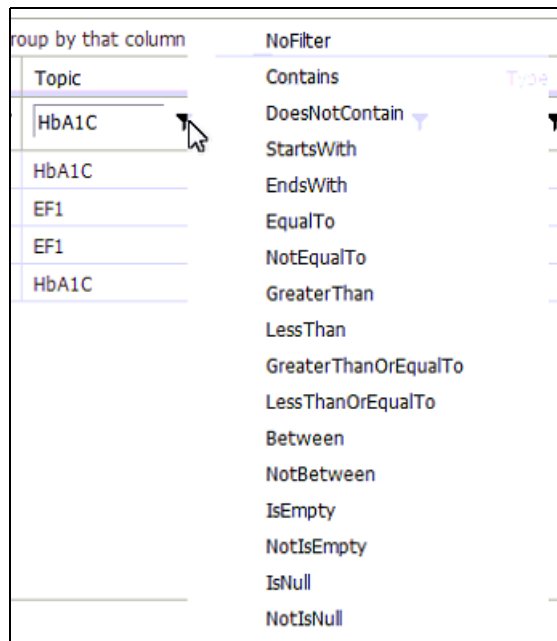 roup by that column
Topic
HbA1C
HbA1C
EF1
EF1
HbA1C
NoFilter
Contains
Type
DoesNotContain
StartsWith
EndsWith
EqualTo
NotEqualTo
GreaterThan
LessThan
GreaterThanOrEqualTo
LessThanOrEqualTo
Between
NotBetween
IsEmpty
NotIsEmpty
IsNull
NotIsNull